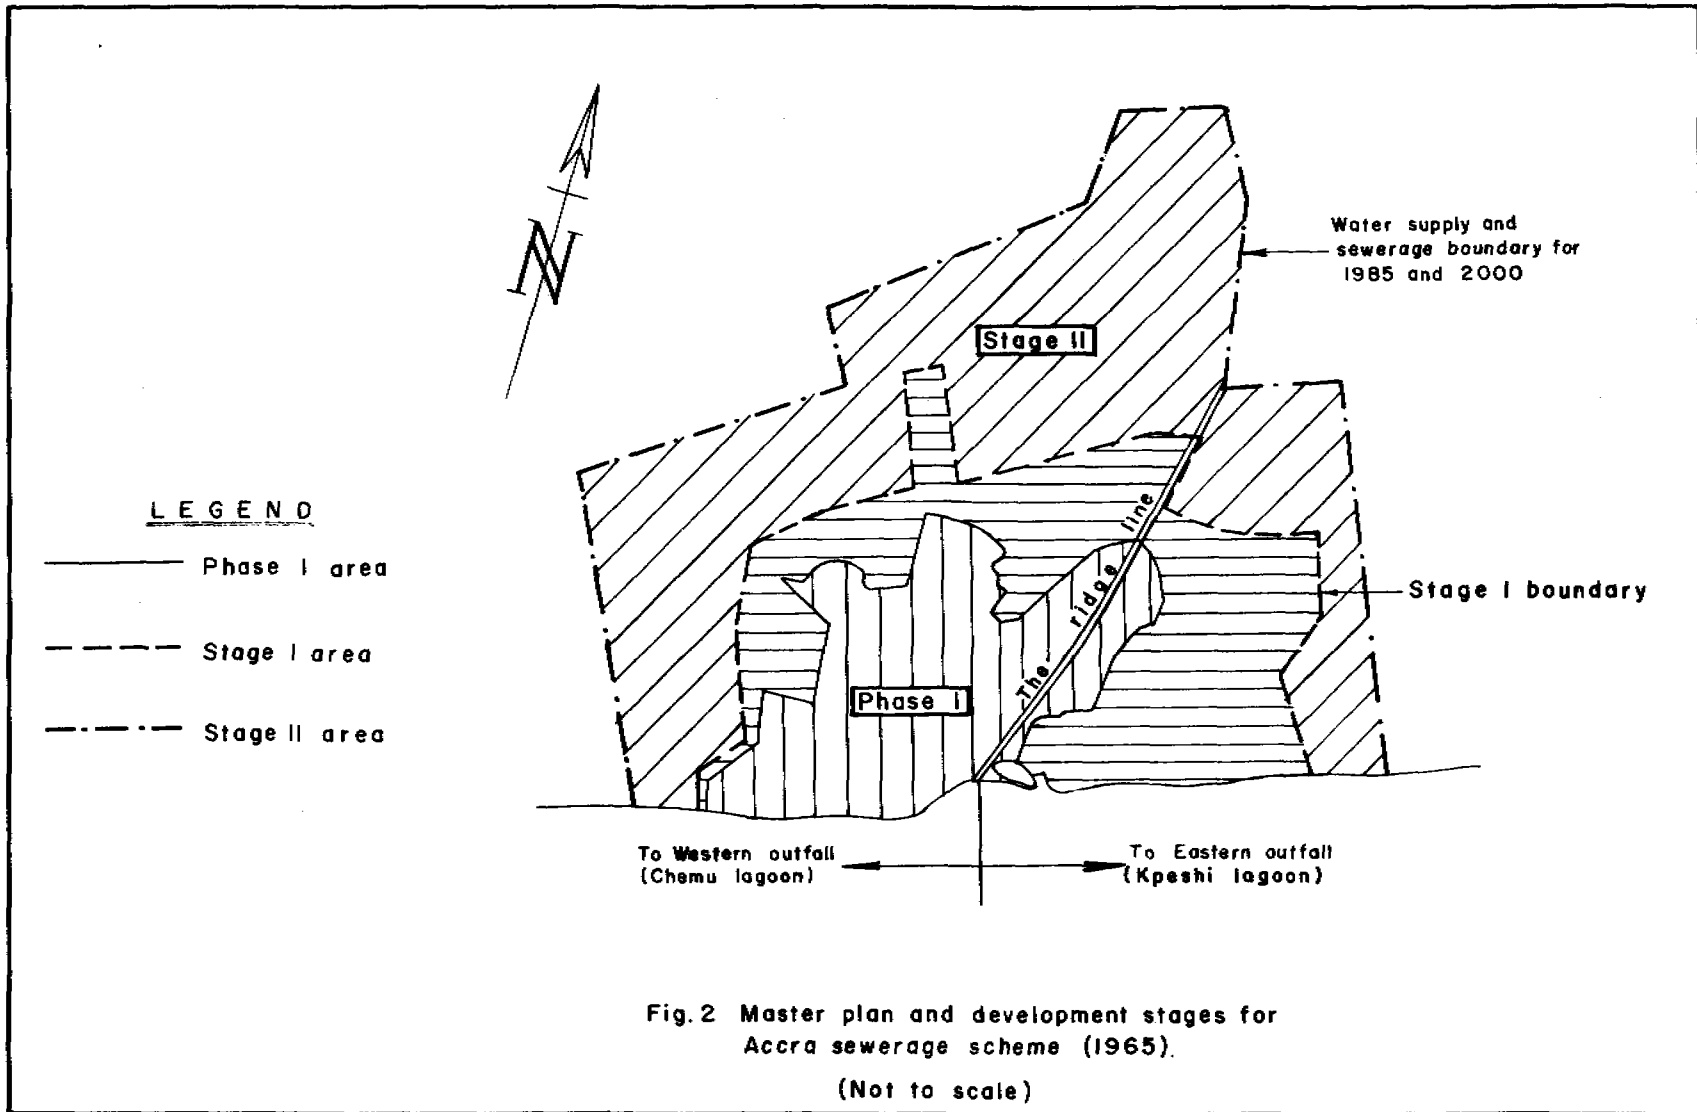 N
Water supply and
sewerage boundary for
1985 and 2000
Stage II
LEGEND
Phase I area
Stage I area
Stage II area
The ridge line
Stage I boundary
Phase I
To Western outfall
(Chemu lagoon)
To Eastern outfall
(Kpeshi lagoon)
Fig. 2 Master plan and development stages for
Accra sewerage scheme (1965).
(Not to scale)